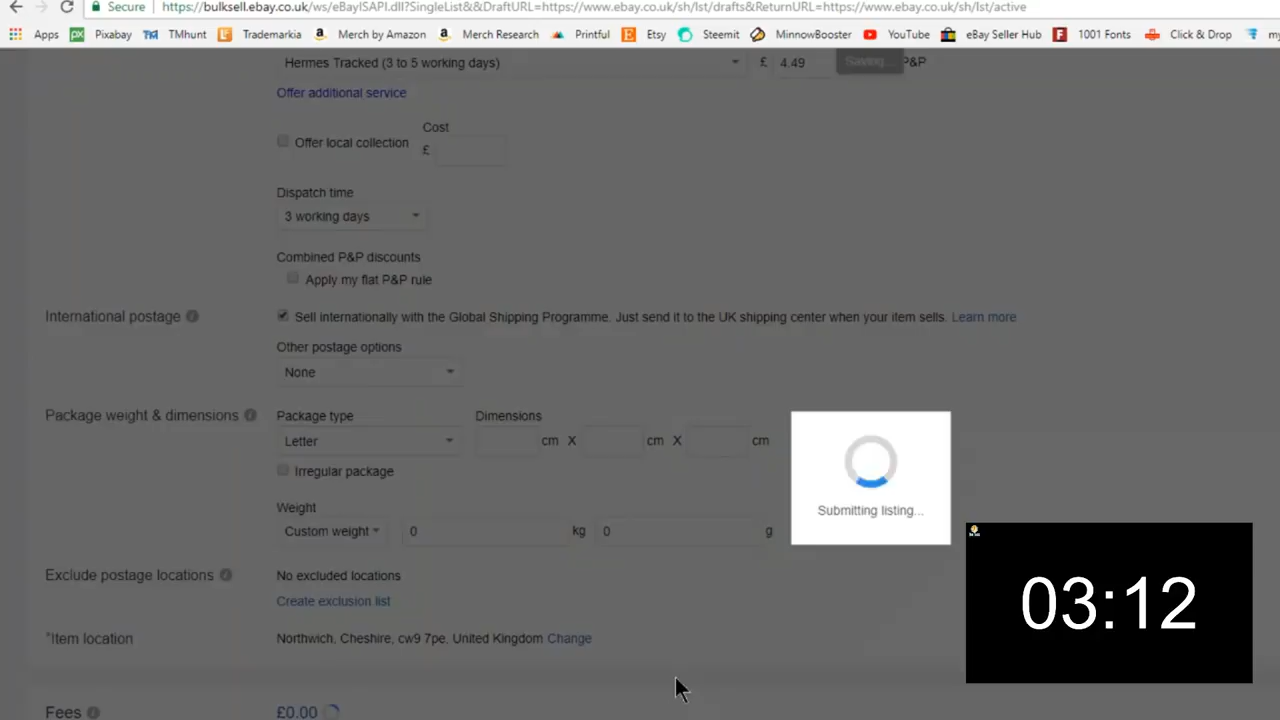 Secure https://bulksell.ebay.co.uk/ws/eBayISAPI.dll?SingleList&&DraftURL=https://www.ebay.co.uk/sh/lst/drafts&ReturnURL=https://www.ebay.co.uk/sh/lst/active
Apps Pixabay TMhunt Trademarkia Merch by Amazon Merch Research Printful Etsy Steemit MinnowBooster YouTube eBay Seller Hub 1001 Fonts Click & Drop my
Hermes Tracked (3 to 5 working days) £ 4.49 Saving... P&P
Offer additional service
Cost
Offer local collection £
Dispatch time
3 working days
Combined P&P discounts
Apply my flat P&P rule
International postage Sell internationally with the Global Shipping Programme. Just send it to the UK shipping center when your item sells. Learn more
Other postage options
None
Package weight & dimensions Package type Dimensions
Letter cm X cm X cm
Irregular package
Weight
Custom weight 0 kg 0 g
Submitting listing...
Exclude postage locations No excluded locations
Create exclusion list
03:12
*Item location Northwich, Cheshire, cw9 7pe, United Kingdom Change
Fees £0.00